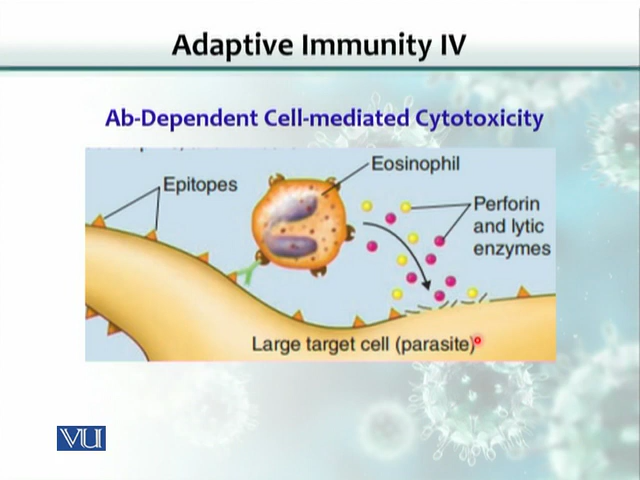 Adaptive Immunity IV
Ab-Dependent Cell-mediated Cytotoxicity
Eosinophil
Epitopes
Perforin
and lytic
enzymes
Large target cell (parasite)
VU